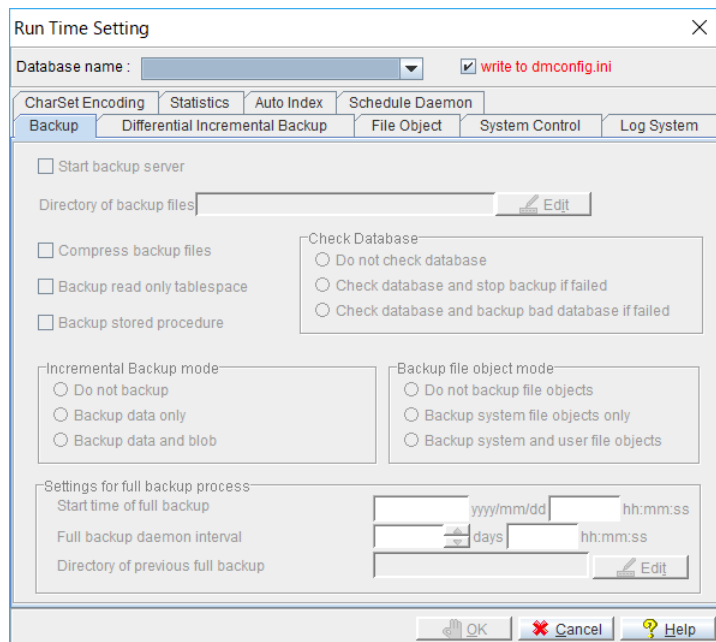 Run Time Setting
Database name : write to dmconfig.ini
CharSet Encoding Statistics Auto Index Schedule Daemon
Backup Differential Incremental Backup File Object System Control Log System
Start backup server
Directory of backup files Edit
Compress backup files
Backup read only tablespace
Backup stored procedure
Check Database
Do not check database
Check database and stop backup if failed
Check database and backup bad database if failed
Incremental Backup mode
Do not backup
Backup data only
Backup data and blob
Backup file object mode
Do not backup file objects
Backup system file objects only
Backup system and user file objects
Settings for full backup process
Start time of full backup yyyy/mm/dd hh:mm:ss
Full backup daemon interval days hh:mm:ss
Directory of previous full backup Edit
OK Cancel Help